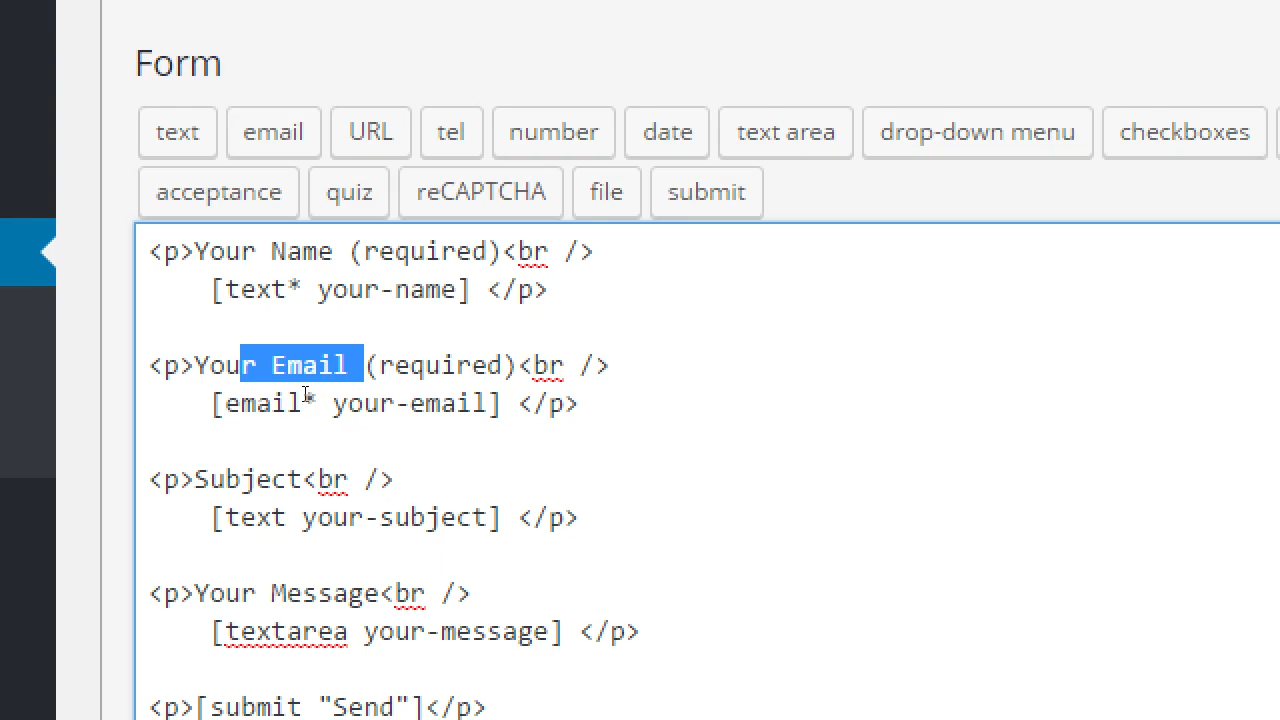 Form
text email URL tel number date text area drop-down menu checkboxes
acceptance quiz reCAPTCHA file submit
<p>Your Name (required)<br />
[text* your-name] </p>
<p>Your Email (required)<br />
[email* your-email] </p>
<p>Subject<br />
[text your-subject] </p>
<p>Your Message<br />
[textarea your-message] </p>
<p>[submit "Send"]</p>